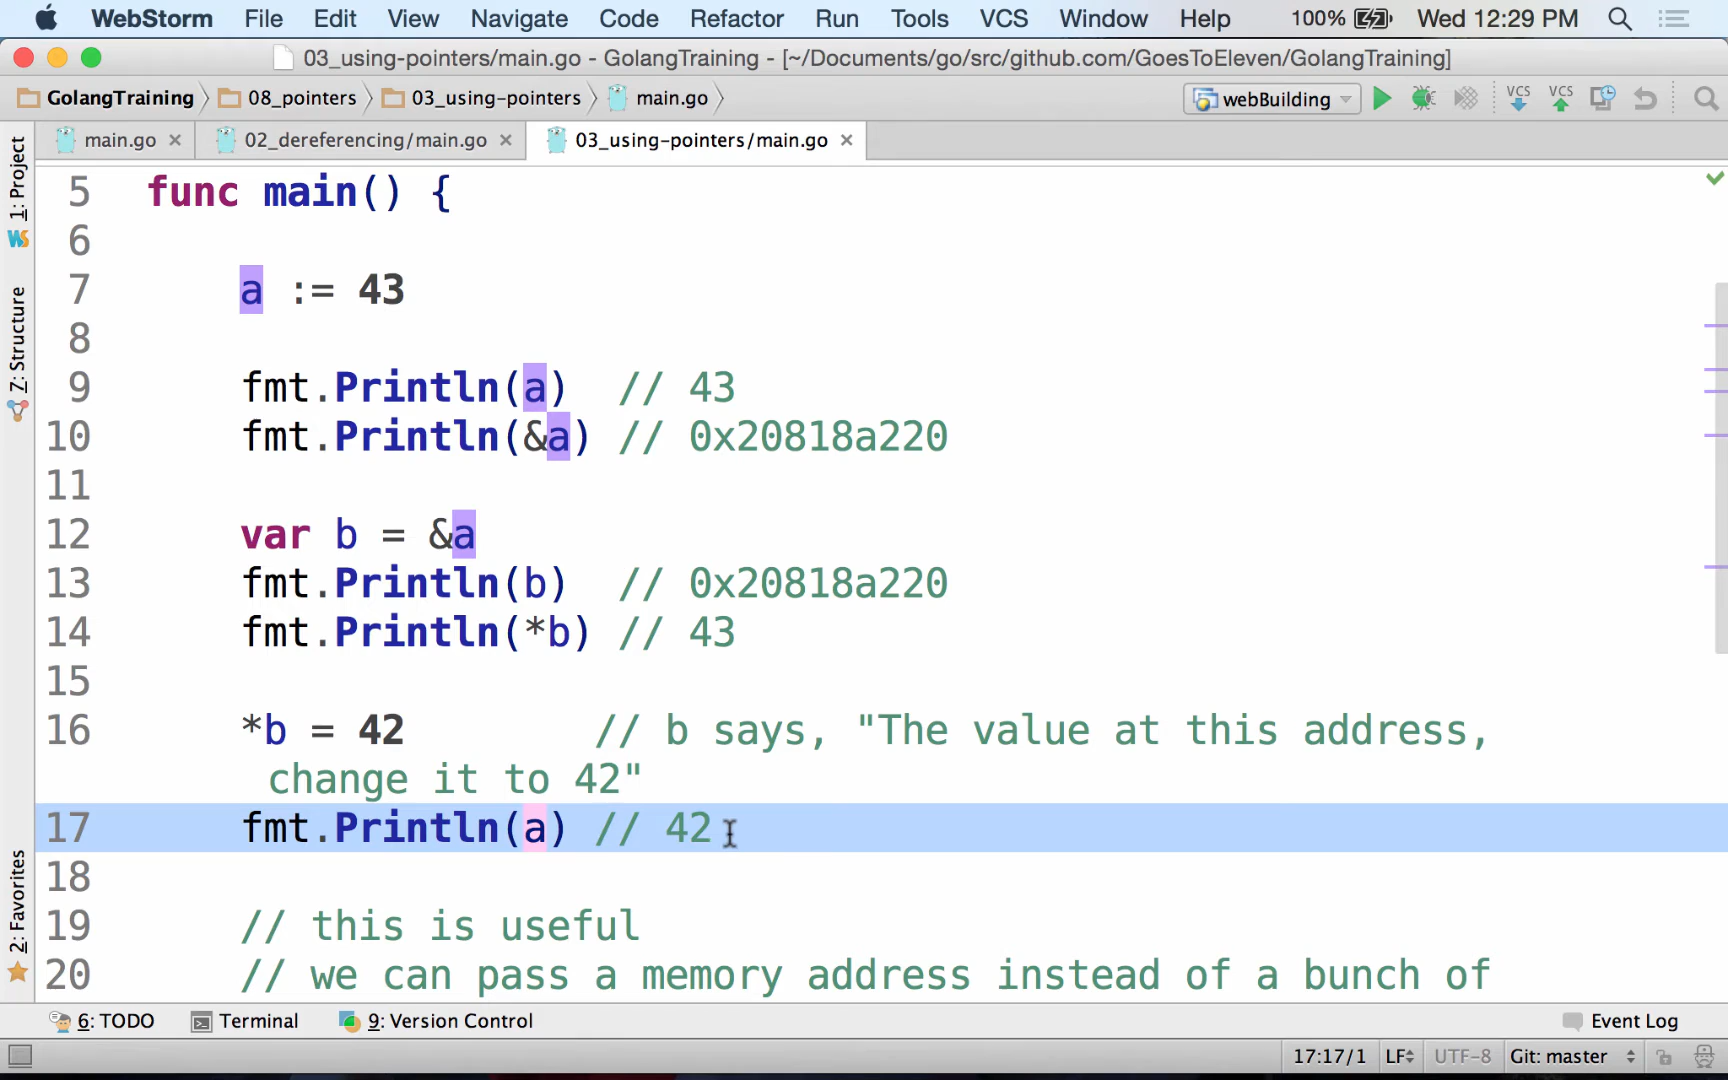 WebStorm File Edit View Navigate Code Refactor Run Tools VCS Window Help 100% Wed 12:29 PM
03_using-pointers/main.go - GolangTraining - [~/Documents/go/src/github.com/GoesToEleven/GolangTraining]
GolangTraining 08_pointers 03_using-pointers main.go webBuilding VCS VCS
main.go 02_dereferencing/main.go 03_using-pointers/main.go
1: Project
WS
7: Structure
2: Favorites
5 func main() {
6
7 a := 43
8
9 fmt.Println(a) // 43
10 fmt.Println(&a) // 0x20818a220
11
12 var b = &a
13 fmt.Println(b) // 0x20818a220
14 fmt.Println(*b) // 43
15
16 *b = 42 // b says, "The value at this address,
change it to 42"
17 fmt.Println(a) // 42
18
19 // this is useful
20 // we can pass a memory address instead of a bunch of
6: TODO Terminal 9: Version Control Event Log
17:17/1 LF UTF-8 Git: master